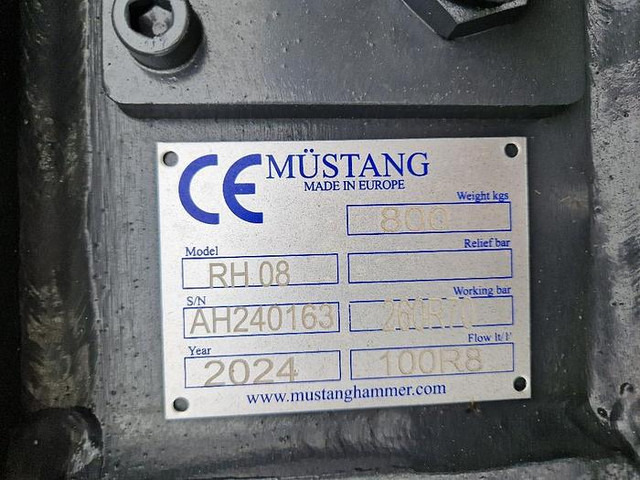 CE MÜSTANG
MADE IN EUROPE
Weight kgs
800
Model
RH 08
Relief bar
S/N
AH240163
Working bar
Year
2024
Flow lt/1'
100R8
www.mustanghammer.com